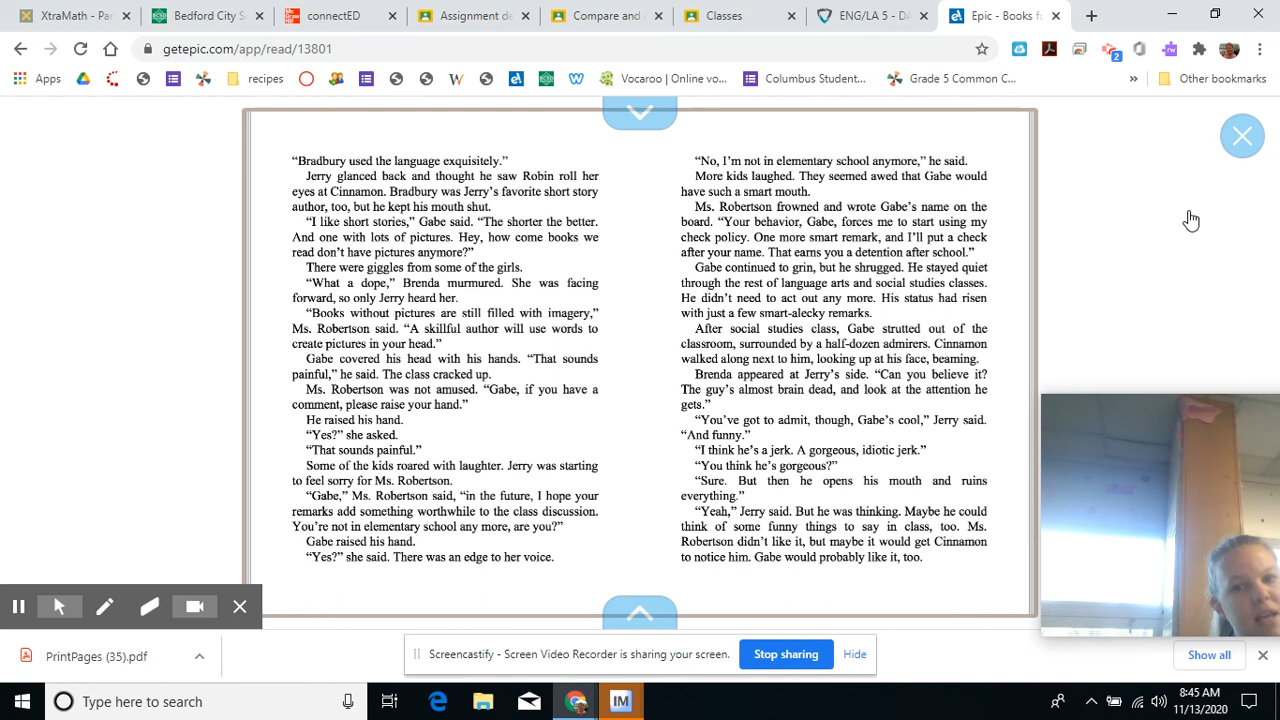 XtraMath - Pa
Bedford City S
connectED
Assignment de
Compare and
Classes
ENG/LA 5 - DA
Epic - Books fo
getepic.com/app/read/13801
2
Apps
recipes
Vocaroo | Online vo...
Columbus Student...
Grade 5 Common C...
»
Other bookmarks
“Bradbury used the language exquisitely.”
Jerry glanced back and thought he saw Robin roll her
eyes at Cinnamon. Bradbury was Jerry’s favorite short story
author, too, but he kept his mouth shut.
“I like short stories,” Gabe said. “The shorter the better.
And one with lots of pictures. Hey, how come books we
read don’t have pictures anymore?”
There were giggles from some of the girls.
“What a dope,” Brenda murmured. She was facing
forward, so only Jerry heard her.
“Books without pictures are still filled with imagery,”
Ms. Robertson said. “A skillful author will use words to
create pictures in your head.”
Gabe covered his head with his hands. “That sounds
painful,” he said. The class cracked up.
Ms. Robertson was not amused. “Gabe, if you have a
comment, please raise your hand.”
He raised his hand.
“Yes?” she asked.
“That sounds painful.”
Some of the kids roared with laughter. Jerry was starting
to feel sorry for Ms. Robertson.
“Gabe,” Ms. Robertson said, “in the future, I hope your
remarks add something worthwhile to the class discussion.
You’re not in elementary school any more, are you?”
Gabe raised his hand.
“Yes?” she said. There was an edge to her voice.
“No, I’m not in elementary school anymore,” he said.
More kids laughed. They seemed awed that Gabe would
have such a smart mouth.
Ms. Robertson frowned and wrote Gabe’s name on the
board. “Your behavior, Gabe, forces me to start using my
check policy. One more smart remark, and I’ll put a check
after your name. That earns you a detention after school.”
Gabe continued to grin, but he shrugged. He stayed quiet
through the rest of language arts and social studies classes.
He didn’t need to act out any more. His status had risen
with just a few smart-alecky remarks.
After social studies class, Gabe strutted out of the
classroom, surrounded by a half-dozen admirers. Cinnamon
walked along next to him, looking up at his face, beaming.
Brenda appeared at Jerry’s side. “Can you believe it?
The guy’s almost brain dead, and look at the attention he
gets.”
“You’ve got to admit, though, Gabe’s cool,” Jerry said.
“And funny.”
“I think he’s a jerk. A gorgeous, idiotic jerk.”
“You think he’s gorgeous?”
“Sure. But then he opens his mouth and ruins
everything.”
“Yeah,” Jerry said. But he was thinking. Maybe he could
think of some funny things to say in class, too. Ms.
Robertson didn’t like it, but maybe it would get Cinnamon
to notice him. Gabe would probably like it, too.
PrintPages (35).pdf
Screencastify - Screen Video Recorder is sharing your screen.
Stop sharing
Hide
Show all
Type here to search
IM
8:45 AM
11/13/2020